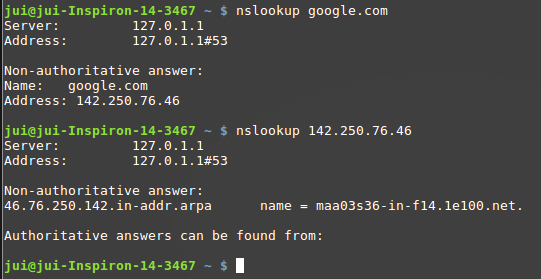 jui@jui-Inspiron-14-3467 ~ $ nslookup google.com
Server:         127.0.1.1
Address:        127.0.1.1#53

Non-authoritative answer:
Name:   google.com
Address: 142.250.76.46

jui@jui-Inspiron-14-3467 ~ $ nslookup 142.250.76.46
Server:         127.0.1.1
Address:        127.0.1.1#53

Non-authoritative answer:
46.76.250.142.in-addr.arpa      name = maa03s36-in-f14.1e100.net.

Authoritative answers can be found from:

jui@jui-Inspiron-14-3467 ~ $